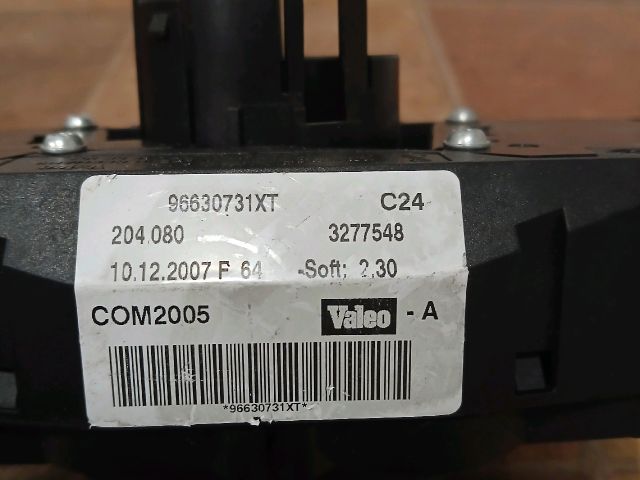 96630731XT C24
204.080 3277548
10.12.2007 F 64 -Soft: 2.30
COM2005 Valeo - A
*96630731XT*